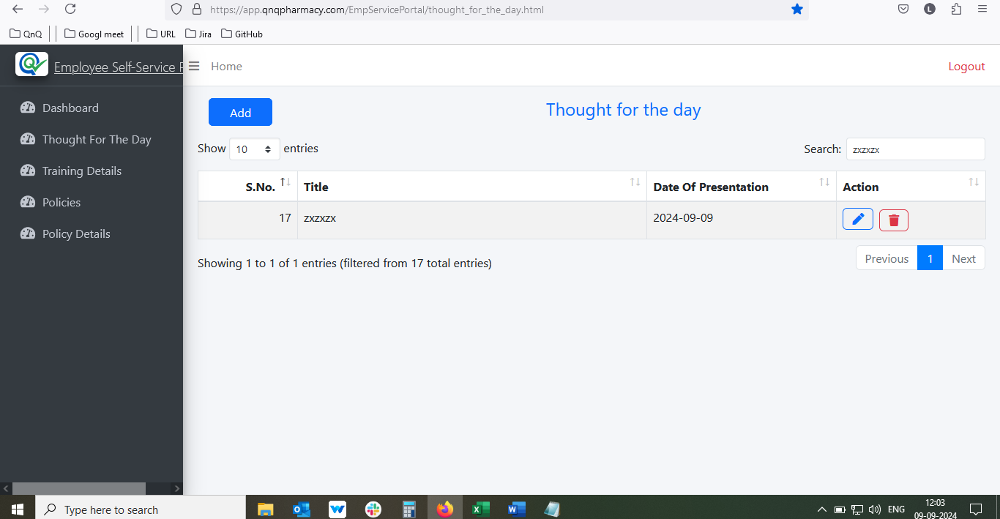 https://app.qnqpharmacy.com/EmpServicePortal/thought_for_the_day.html
L
QnQ
Googl meet
URL
Jira
GitHub
Employee Self-Service P
Home
Logout
Dashboard
Thought For The Day
Training Details
Policies
Policy Details
Add
Thought for the day
Show 10 entries
Search: zxzxzx
S.No. Title Date Of Presentation Action
17 zxzxzx 2024-09-09
Showing 1 to 1 of 1 entries (filtered from 17 total entries)
Previous 1 Next
Type here to search
ENG
12:03
09-09-2024